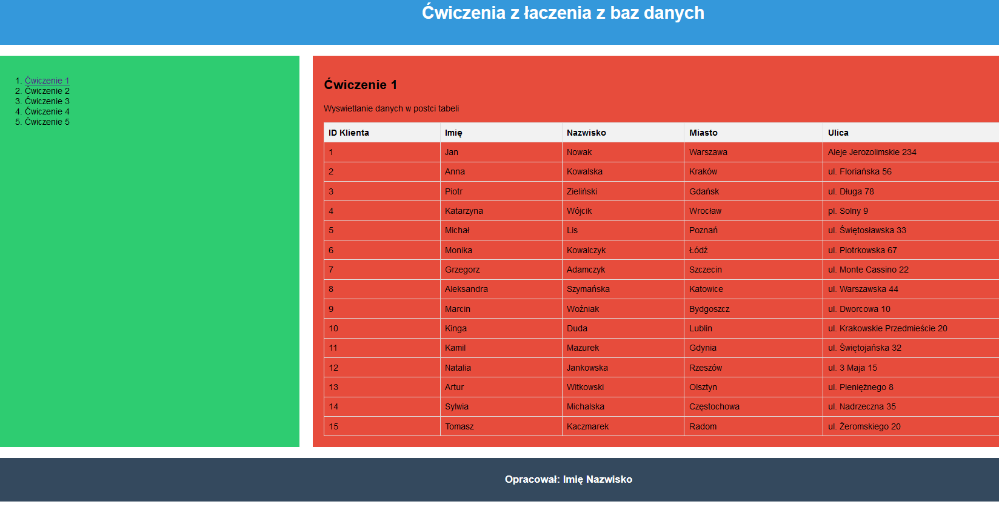 Ćwiczenia z łaczenia z baz danych
1. Ćwiczenie 1
2. Ćwiczenie 2
3. Ćwiczenie 3
4. Ćwiczenie 4
5. Ćwiczenie 5
Ćwiczenie 1
Wyswietlanie danych w postci tabeli
ID Klienta Imię Nazwisko Miasto Ulica
1 Jan Nowak Warszawa Aleje Jerozolimskie 234
2 Anna Kowalska Kraków ul. Floriańska 56
3 Piotr Zieliński Gdańsk ul. Długa 78
4 Katarzyna Wójcik Wrocław pl. Solny 9
5 Michał Lis Poznań ul. Świętosławska 33
6 Monika Kowalczyk Łódź ul. Piotrkowska 67
7 Grzegorz Adamczyk Szczecin ul. Monte Cassino 22
8 Aleksandra Szymańska Katowice ul. Warszawska 44
9 Marcin Woźniak Bydgoszcz ul. Dworcowa 10
10 Kinga Duda Lublin ul. Krakowskie Przedmieście 20
11 Kamil Mazurek Gdynia ul. Świętojańska 32
12 Natalia Jankowska Rzeszów ul. 3 Maja 15
13 Artur Witkowski Olsztyn ul. Pieniężnego 8
14 Sylwia Michalska Częstochowa ul. Nadrzeczna 35
15 Tomasz Kaczmarek Radom ul. Żeromskiego 20
Opracował: Imię Nazwisko